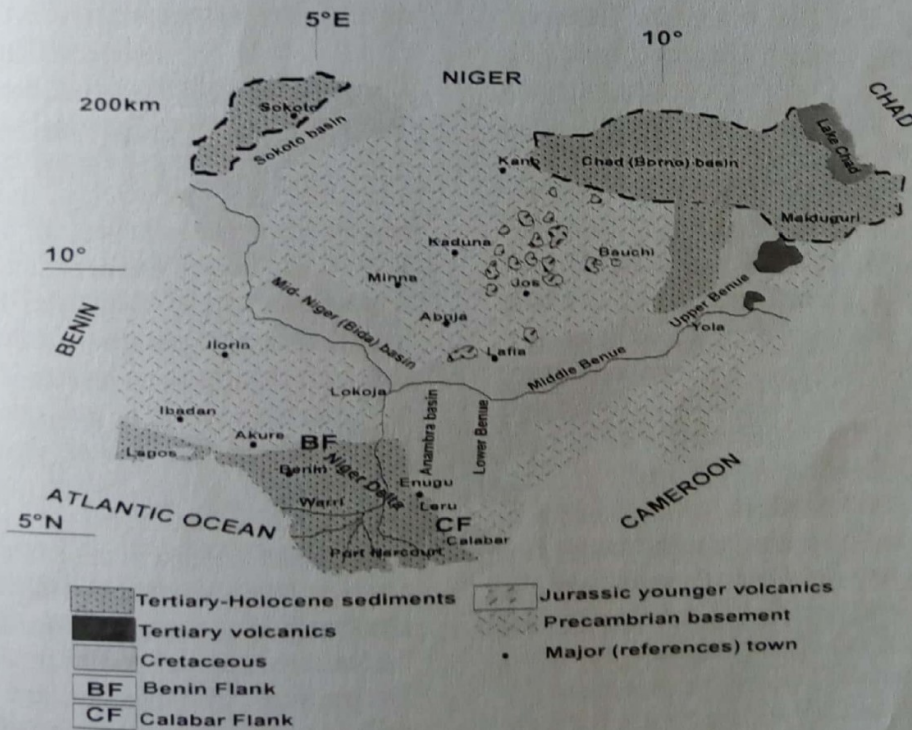 5°E
10°
NIGER
200km
CHAD
Sokoto
Sokoto basin
Lake Chad
Kano
Chad (Borno) basin
Maiduguri
Kaduna
Bauchi
10°
Minna
Jos
Mid- Niger (Bida) basin
Abuja
Upper Benue
Yola
BENIN
Ilorin
Lafia
Middle Benue
Lokoja
Anambra basin
Lower Benue
Ibadan
Akure
BF
Lagos
Benin
Niger Delta
Enugu
Warri
Leru
CF
Calabar
CAMEROON
ATLANTIC OCEAN
5°N
Port Harcourt
Tertiary-Holocene sediments
Tertiary volcanics
Cretaceous
BF Benin Flank
CF Calabar Flank
Jurassic younger volcanics
Precambrian basement
Major (references) town